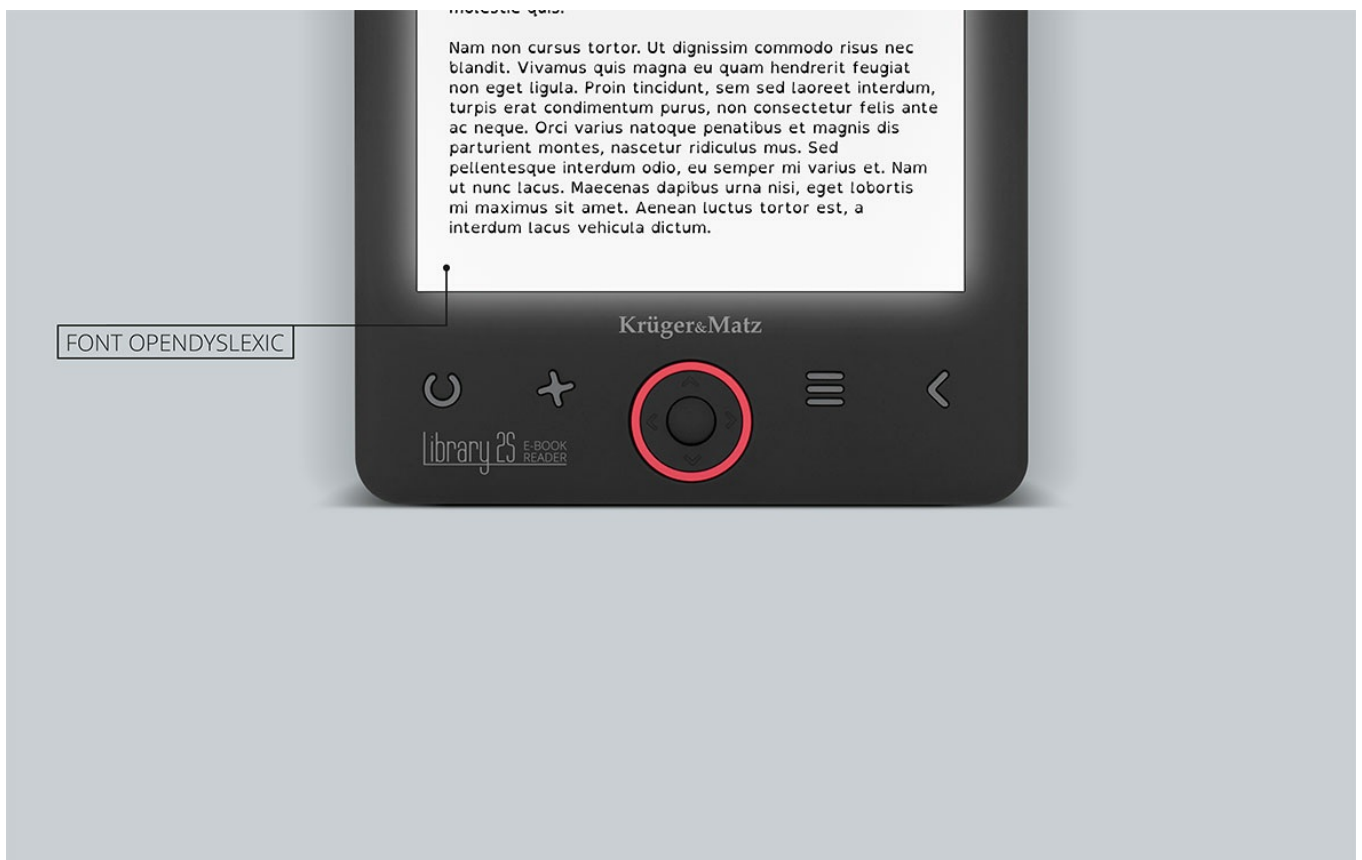 molestie quis.
Nam non cursus tortor. Ut dignissim commodo risus nec
blandit. Vivamus quis magna eu quam hendrerit feugiat
non eget ligula. Proin tincidunt, sem sed laoreet interdum,
turpis erat condimentum purus, non consectetur felis ante
ac neque. Orci varius natoque penatibus et magnis dis
parturient montes, nascetur ridiculus mus. Sed
pellentesque interdum odio, eu semper mi varius et. Nam
ut nunc lacus. Maecenas dapibus urna nisi, eget lobortis
mi maximus sit amet. Aenean luctus tortor est, a
interdum lacus vehicula dictum.
FONT OPENDYSLEXIC
Krüger&Matz
Library 2S E-BOOK
READER